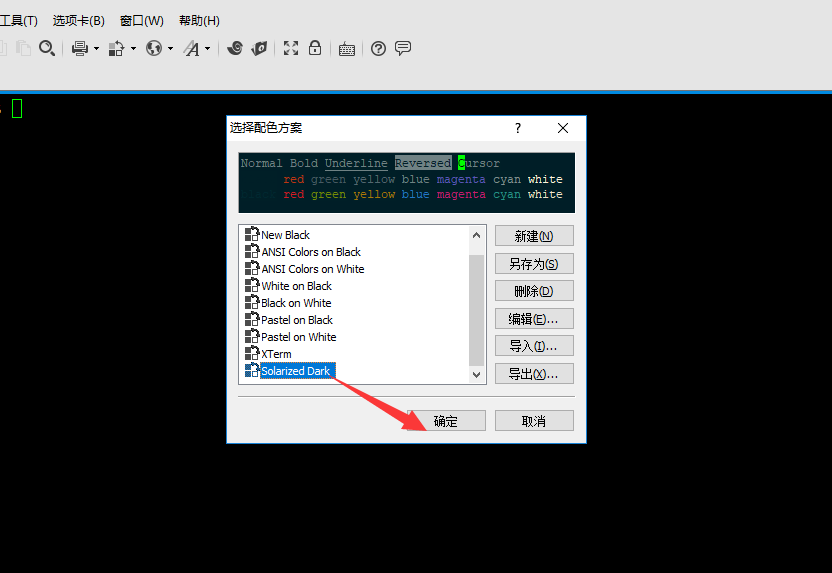 工具(T) 选项卡(B) 窗口(W) 帮助(H)
选择配色方案
Normal Bold Underline Reversed Cursor
red green yellow blue magenta cyan white
red green yellow blue magenta cyan white
New Black
ANSI Colors on Black
ANSI Colors on White
White on Black
Black on White
Pastel on Black
Pastel on White
XTerm
Solarized Dark
新建(N)
另存为(S)
删除(D)
编辑(E)...
导入(I)...
导出(X)...
确定
取消